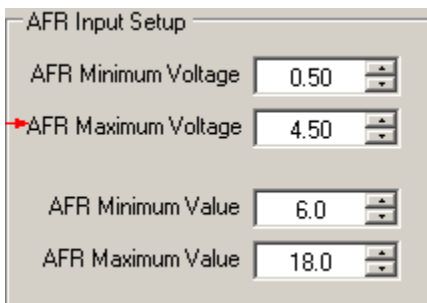 AFR Input Setup
AFR Minimum Voltage 0.50
AFR Maximum Voltage 4.50
AFR Minimum Value 6.0
AFR Maximum Value 18.0